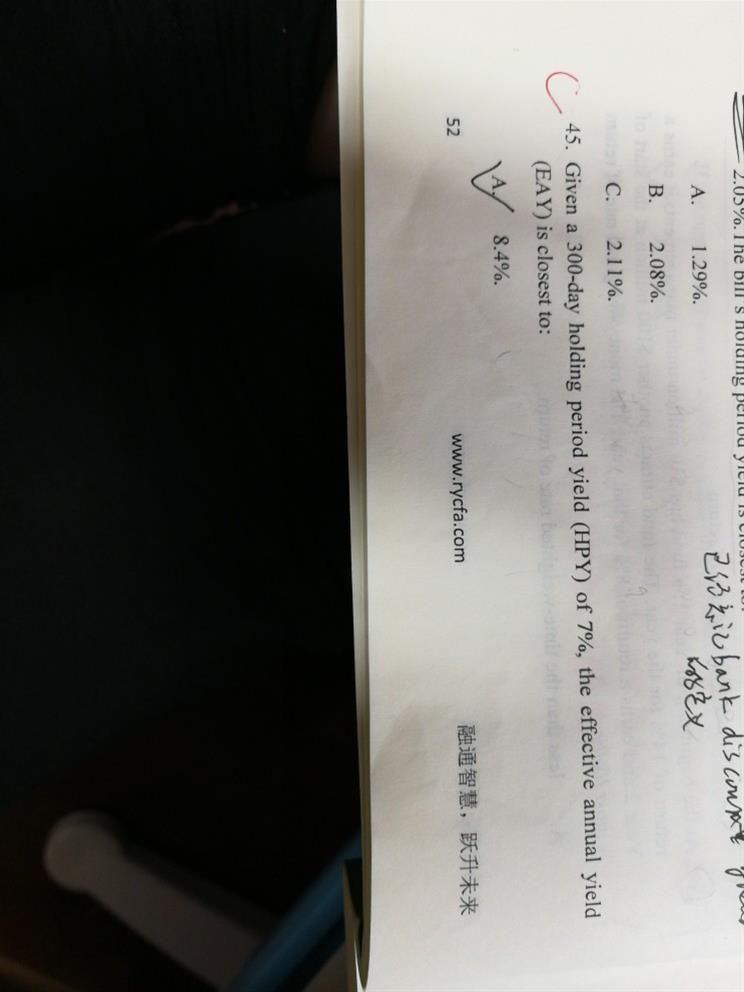 2.05%. The bill's holding period yield is closest to:
A. 1.29%.
B. 2.08%.
C. 2.11%.
bank discount
45. Given a 300-day holding period yield (HPY) of 7%, the effective annual yield
(EAY) is closest to:
A. 8.4%.
52 www.rycfa.com 融通智慧，跃升未来